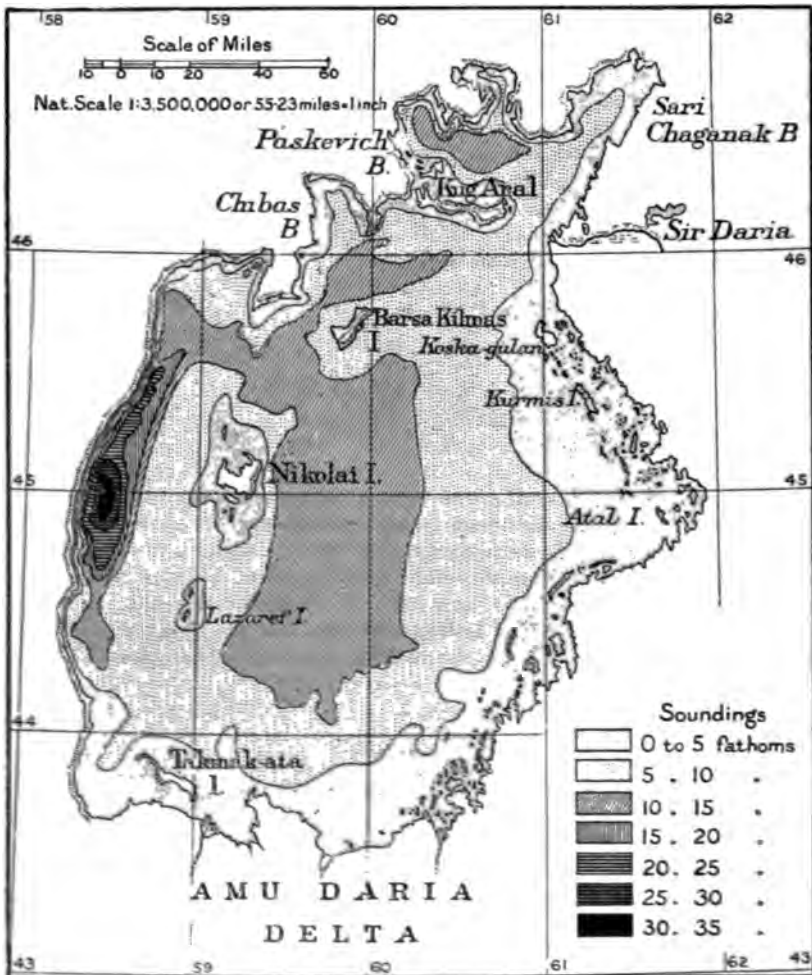 58 59 60 61 62
Scale of Miles
10 5 0 10 20 40 60
Nat. Scale 1:3,500,000 or 55·23 miles = 1 inch
Sari
Chaganak B
Paskevich
B.
Kug Aral
Chibas
B
Sir Daria
46 46
Barsa Kilmas
I
Koska-gulan
Kurmis I.
Nikolai I.
45 45
Atal I.
Lazaref I
44 44
I.
Soundings
0 to 5 fathoms
5 . 10 "
10 . 15 "
15 . 20 "
20 . 25 "
25 . 30 "
30 . 35 "
AMU DARIA
DELTA
43 59 60 61 62 43